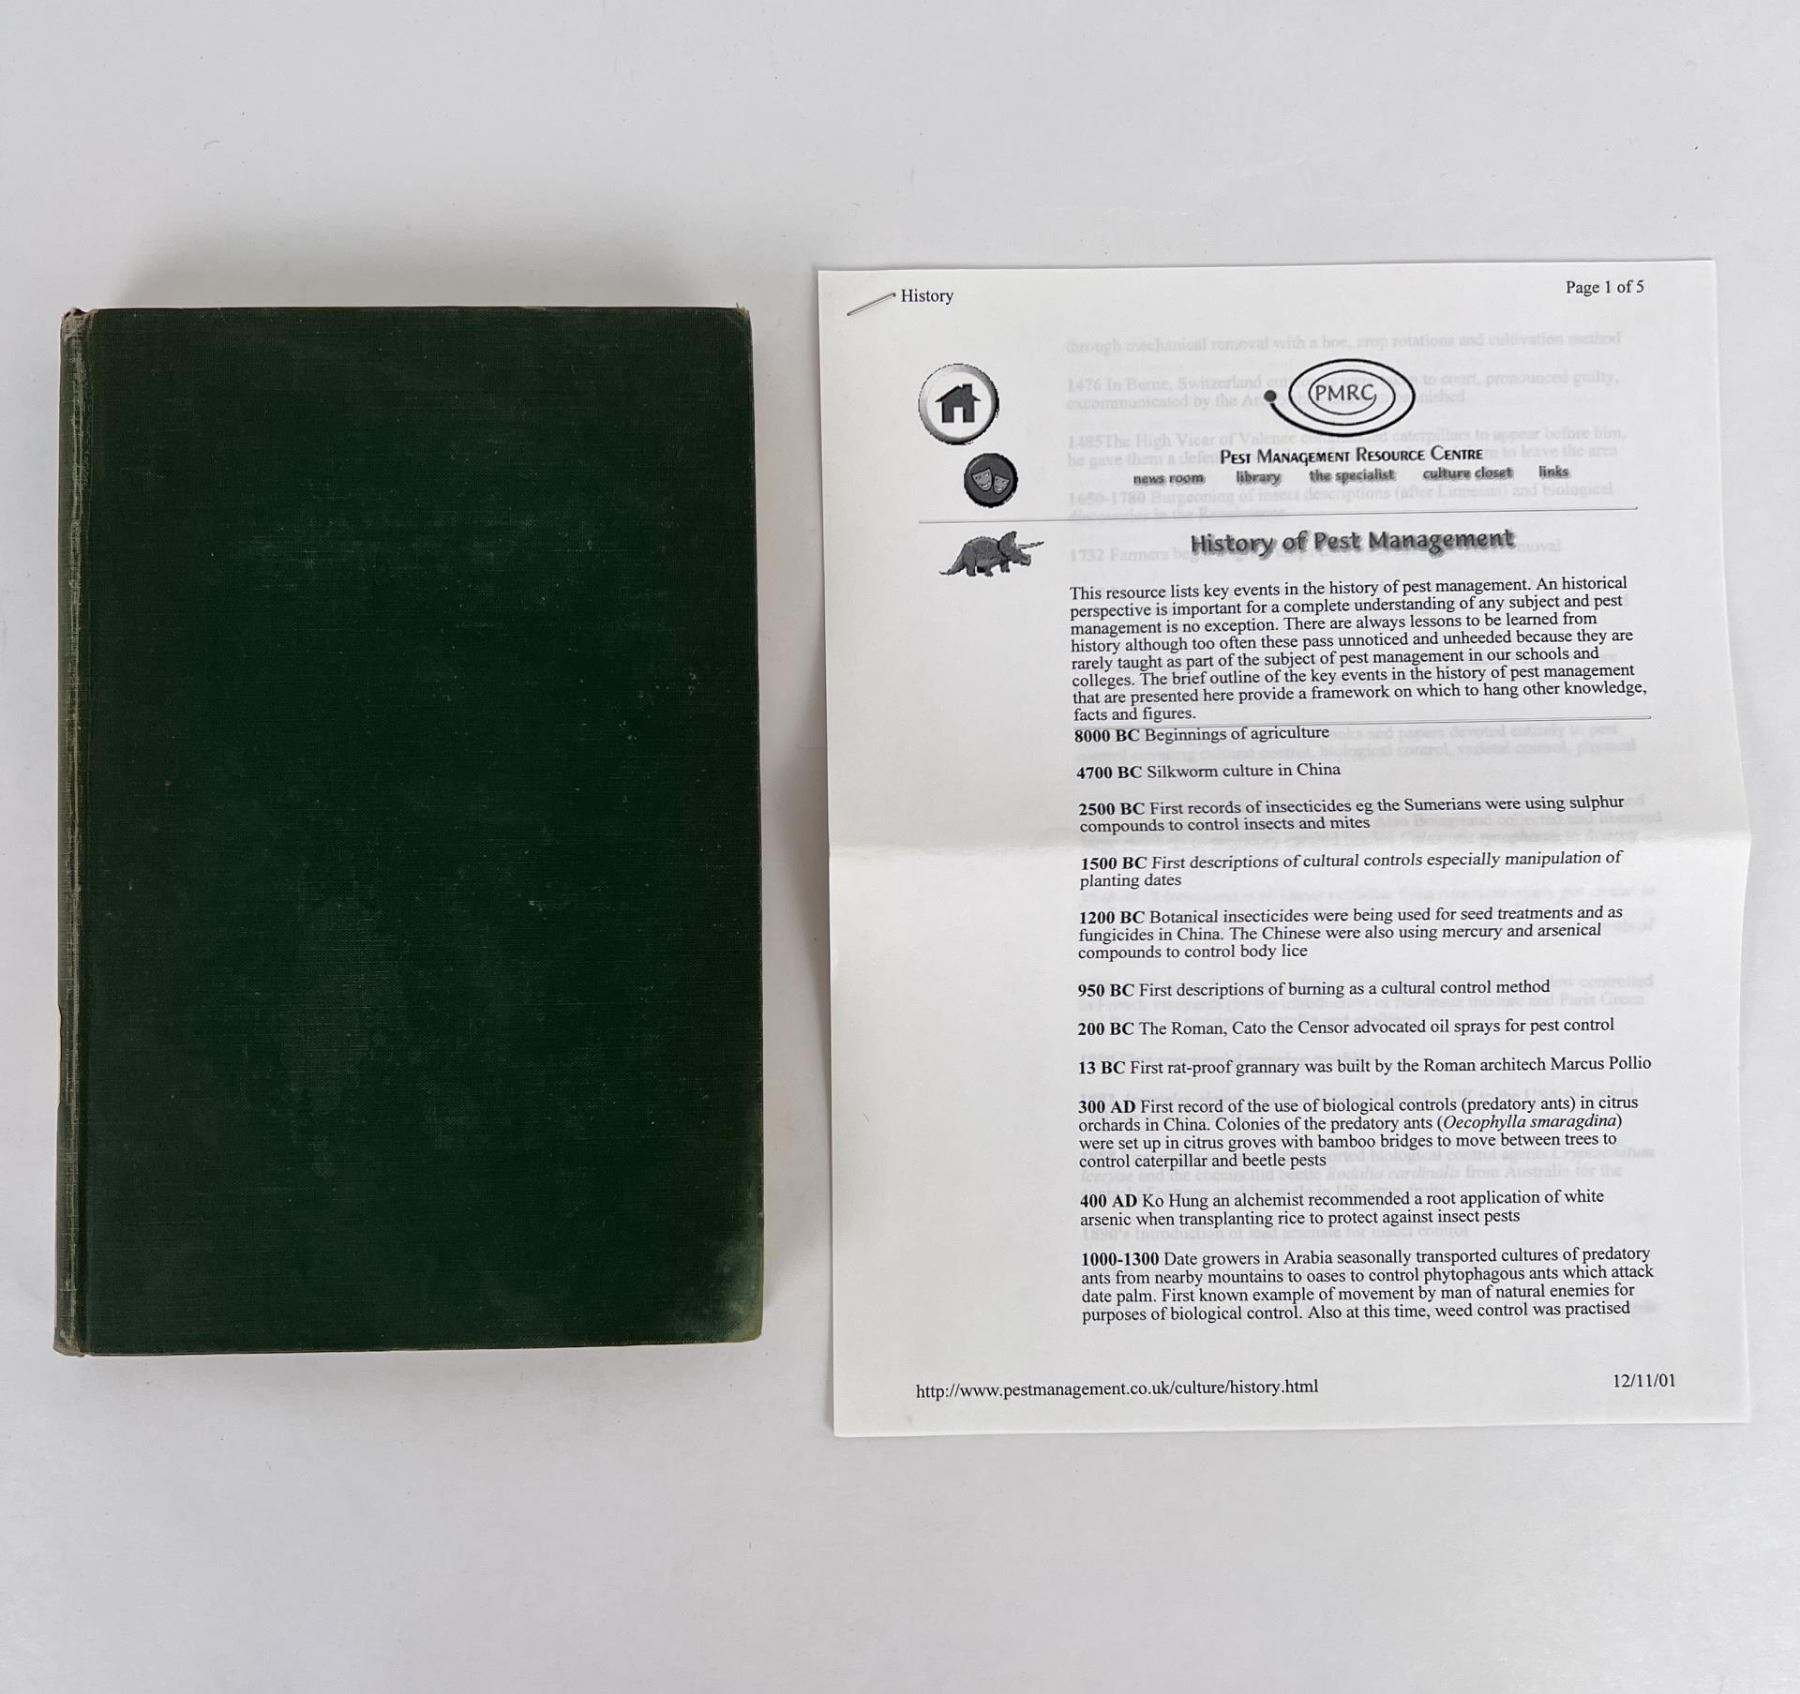 History
Page 1 of 5
PMRC
PEST MANAGEMENT RESOURCE CENTRE
news room library the specialist culture closet links
History of Pest Management
This resource lists key events in the history of pest management. An historical
perspective is important for a complete understanding of any subject and pest
management is no exception. There are always lessons to be learned from
history although too often these pass unnoticed and unheeded because they are
rarely taught as part of the subject of pest management in our schools and
colleges. The brief outline of the key events in the history of pest management
that are presented here provide a framework on which to hang other knowledge,
facts and figures.
8000 BC Beginnings of agriculture
4700 BC Silkworm culture in China
2500 BC First records of insecticides eg the Sumerians were using sulphur
compounds to control insects and mites
1500 BC First descriptions of cultural controls especially manipulation of
planting dates
1200 BC Botanical insecticides were being used for seed treatments and as
fungicides in China. The Chinese were also using mercury and arsenical
compounds to control body lice
950 BC First descriptions of burning as a cultural control method
200 BC The Roman, Cato the Censor advocated oil sprays for pest control
13 BC First rat-proof grannary was built by the Roman architech Marcus Pollio
300 AD First record of the use of biological controls (predatory ants) in citrus
orchards in China. Colonies of the predatory ants (Oecophylla smaragdina)
were set up in citrus groves with bamboo bridges to move between trees to
control caterpillar and beetle pests
400 AD Ko Hung an alchemist recommended a root application of white
arsenic when transplanting rice to protect against insect pests
1000-1300 Date growers in Arabia seasonally transported cultures of predatory
ants from nearby mountains to oases to control phytophagous ants which attack
date palm. First known example of movement by man of natural enemies for
purposes of biological control. Also at this time, weed control was practised
http://www.pestmanagement.co.uk/culture/history.html
12/11/01